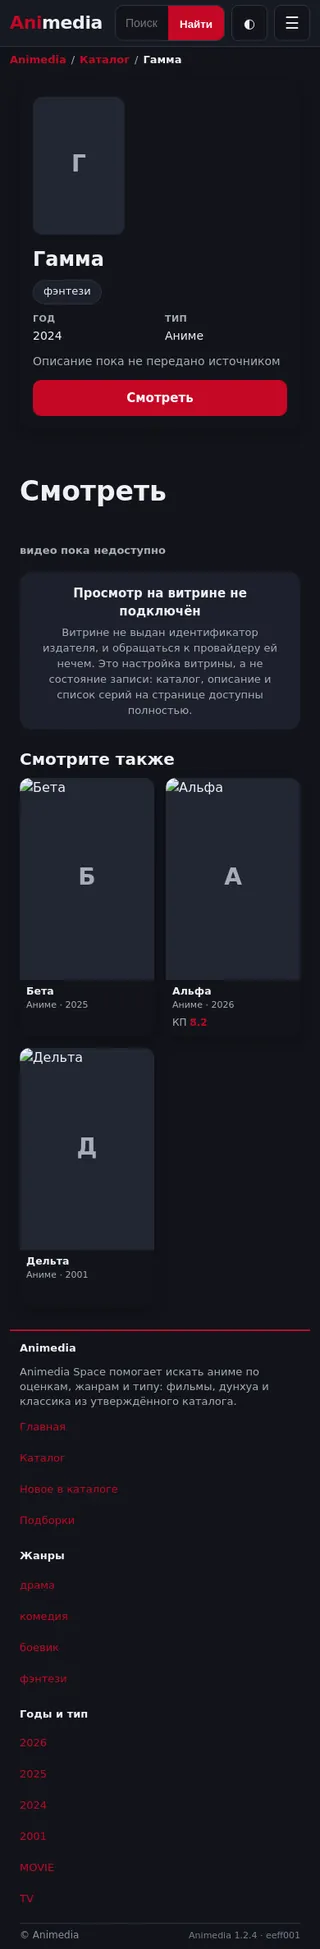 Animedia
Поиск
Найти
Animedia / Каталог / Гамма
Г
Гамма
фэнтези
ГОД
ТИП
2024
Аниме
Описание пока не передано источником
Смотреть
Смотреть
видео пока недоступно
Просмотр на витрине не
подключён
Витрине не выдан идентификатор
издателя, и обращаться к провайдеру ей
нечем. Это настройка витрины, а не
состояние записи: каталог, описание и
список серий на странице доступны
полностью.
Смотрите также
Бета
Б
Бета
Аниме · 2025
Альфа
А
Альфа
Аниме · 2026
КП 8.2
Дельта
Д
Дельта
Аниме · 2001
Animedia
Animedia Space помогает искать аниме по
оценкам, жанрам и типу: фильмы, дунхуа и
классика из утверждённого каталога.
Главная
Каталог
Новое в каталоге
Подборки
Жанры
драма
комедия
боевик
фэнтези
Годы и тип
2026
2025
2024
2001
MOVIE
TV
© Animedia
Animedia 1.2.4 · eeff001